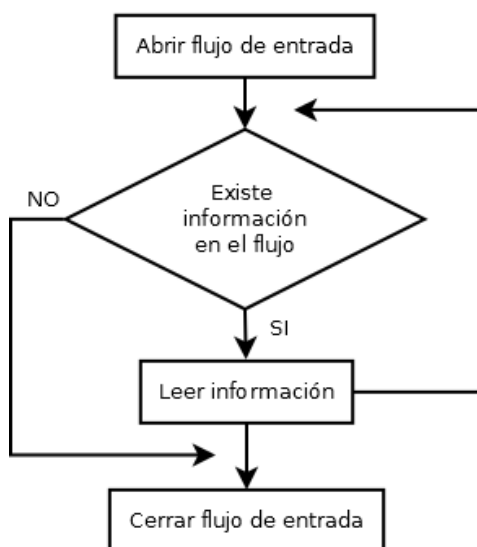 Abrir flujo de entrada
NO
Existe
información
en el flujo
SI
Leer información
Cerrar flujo de entrada